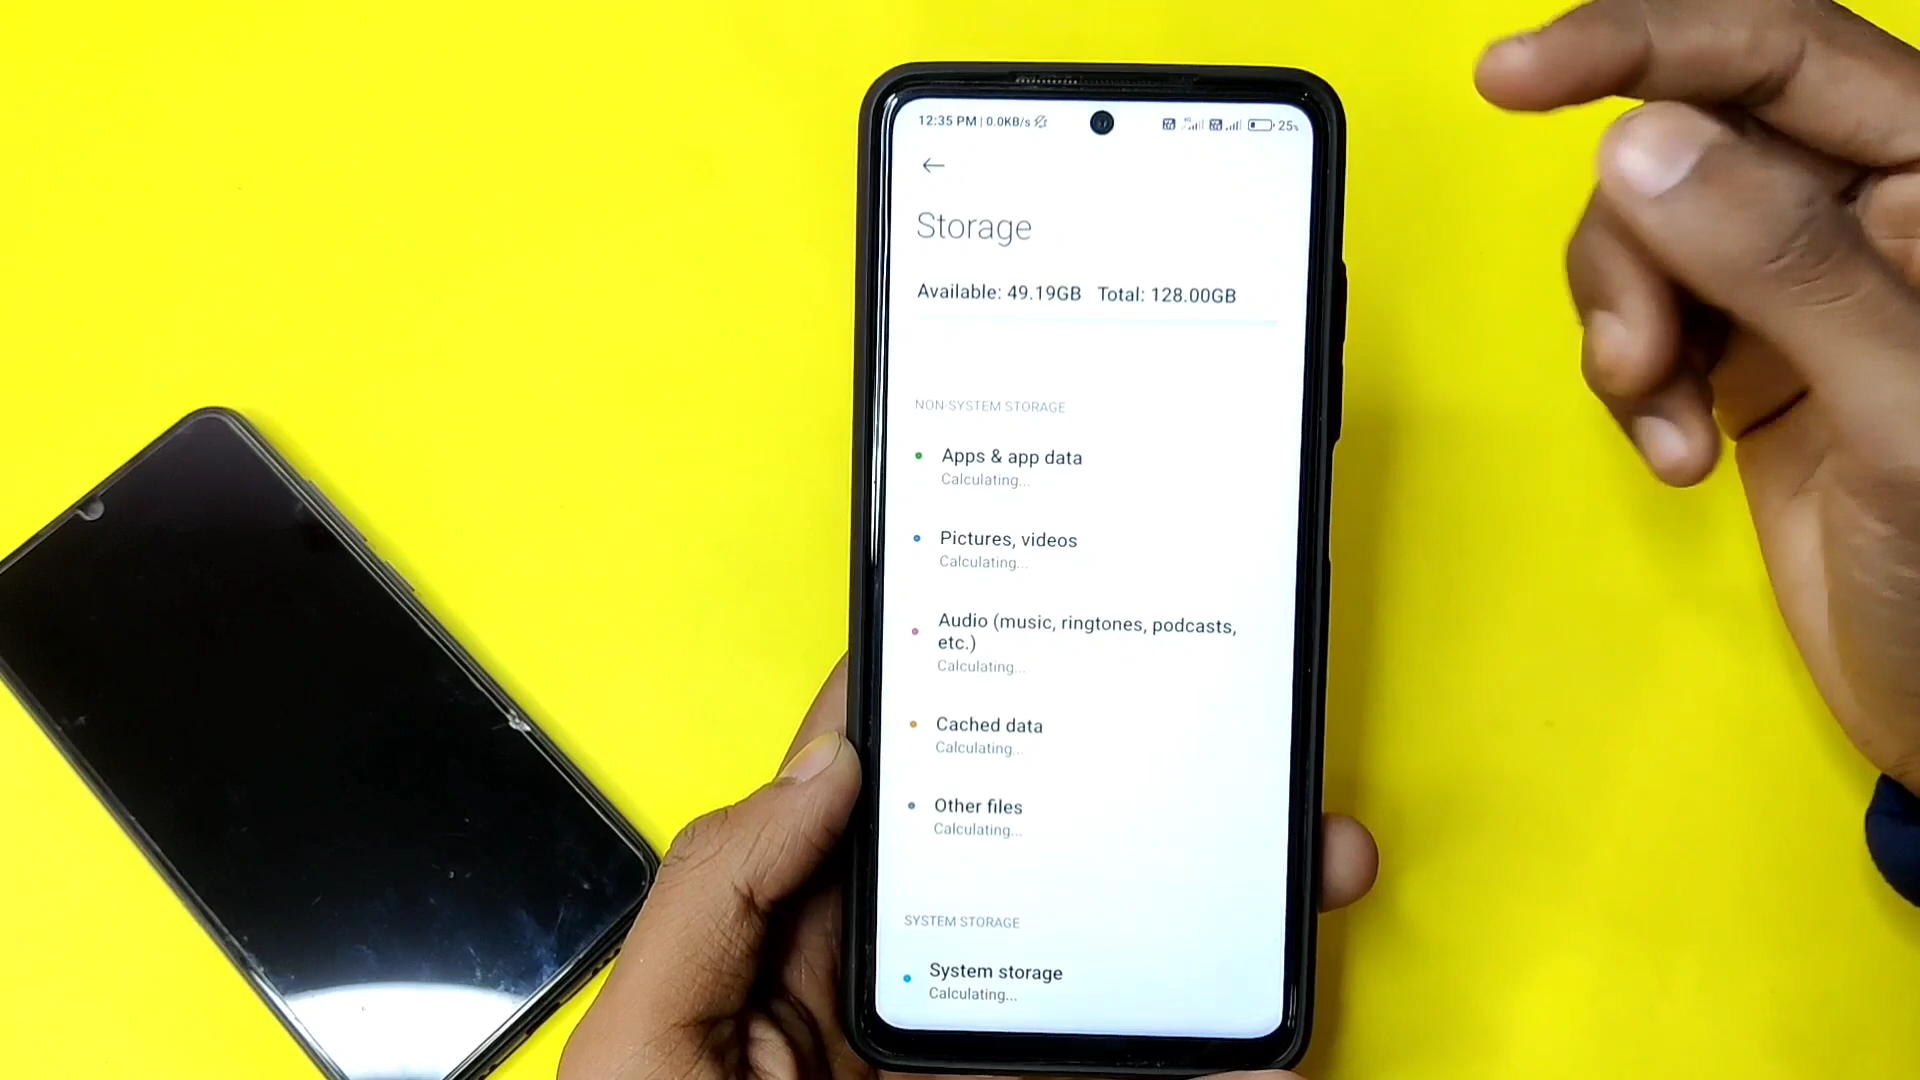 12:35 PM | 0.0KB/s 25%
Storage
Available: 49.19GB Total: 128.00GB
NON-SYSTEM STORAGE
Apps & app data
Calculating...
Pictures, videos
Calculating...
Audio (music, ringtones, podcasts,
etc.)
Calculating...
Cached data
Calculating...
Other files
Calculating...
SYSTEM STORAGE
System storage
Calculating...